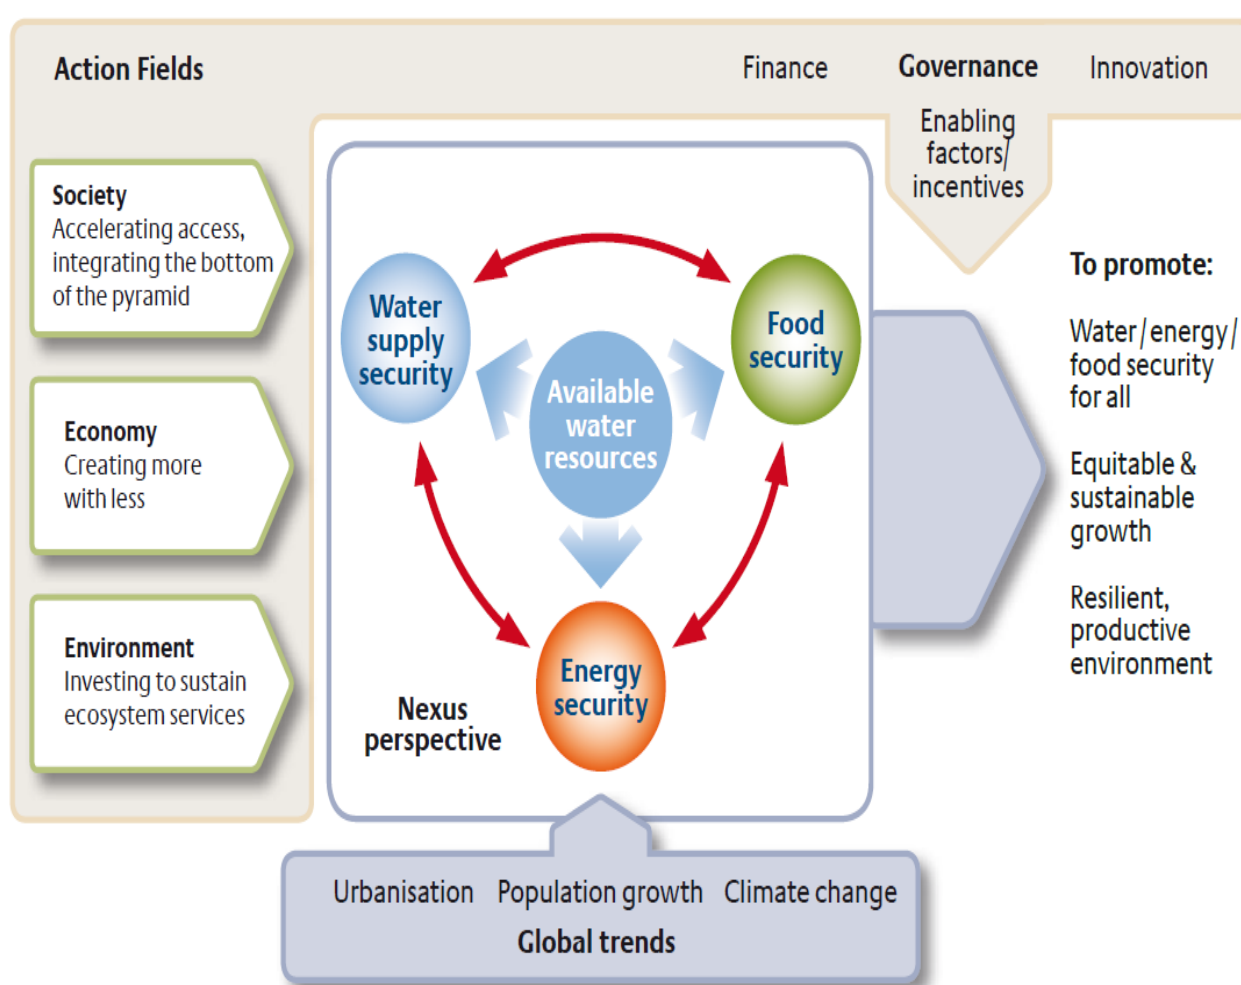 Action Fields
Finance
Governance
Innovation
Enabling
factors/
incentives
Society
Accelerating access,
integrating the bottom
of the pyramid
Economy
Creating more
with less
Environment
Investing to sustain
ecosystem services
Water
supply
security
Food
security
Available
water
resources
Energy
security
Nexus
perspective
To promote:
Water / energy /
food security
for all
Equitable &
sustainable
growth
Resilient,
productive
environment
Urbanisation
Population growth
Climate change
Global trends